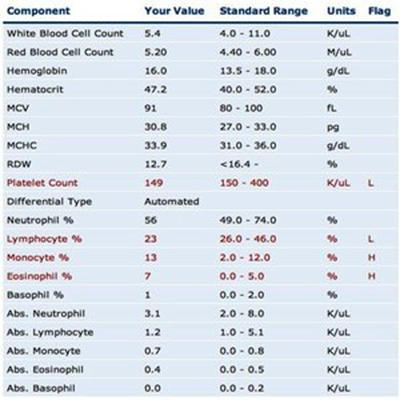 Component Your Value Standard Range Units Flag
White Blood Cell Count 5.4 4.0 - 11.0 K/uL
Red Blood Cell Count 5.20 4.40 - 6.00 M/uL
Hemoglobin 16.0 13.5 - 18.0 g/dL
Hematocrit 47.2 40.0 - 52.0 %
MCV 91 80 - 100 fL
MCH 30.8 27.0 - 33.0 pg
MCHC 33.9 31.0 - 36.0 g/dL
RDW 12.7 <16.4 - %
Platelet Count 149 150 - 400 K/uL L
Differential Type Automated
Neutrophil % 56 49.0 - 74.0 %
Lymphocyte % 23 26.0 - 46.0 % L
Monocyte % 13 2.0 - 12.0 % H
Eosinophil % 7 0.0 - 5.0 % H
Basophil % 1 0.0 - 2.0 %
Abs. Neutrophil 3.1 2.0 - 8.0 K/uL
Abs. Lymphocyte 1.2 1.0 - 5.1 K/uL
Abs. Monocyte 0.7 0.0 - 0.8 K/uL
Abs. Eosinophil 0.4 0.0 - 0.5 K/uL
Abs. Basophil 0.0 0.0 - 0.2 K/uL